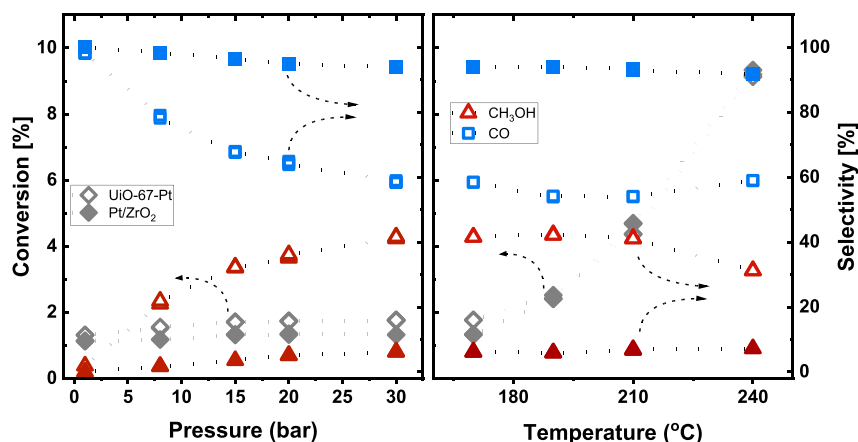 10
8
6
4
2
0
Conversion [%]
UiO-67-Pt
Pt/ZrO2
0
5
10
15
20
25
30
Pressure (bar)
CH3OH
CO
180
210
240
Temperature (oC)
100
80
60
40
20
0
Selectivity [%]